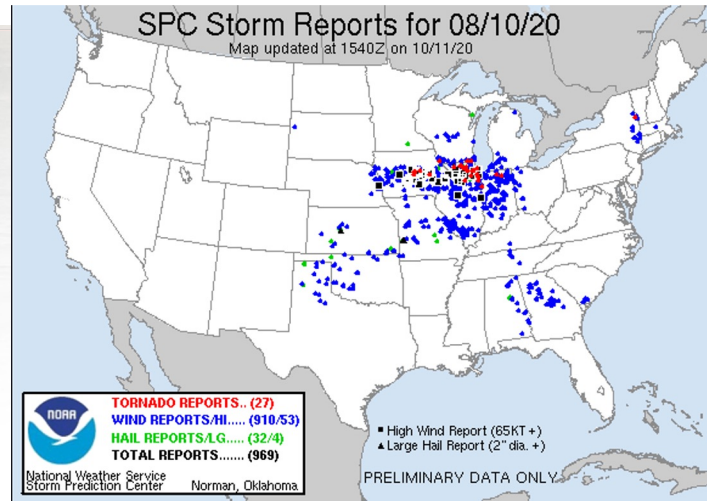 SPC Storm Reports for 08/10/20
Map updated at 1540Z on 10/11/20
NOAA
TORNADO REPORTS.. (27)
WIND REPORTS/HI..... (910/53)
HAIL REPORTS/LG..... (32/4)
TOTAL REPORTS....... (969)
National Weather Service
Storm Prediction Center Norman, Oklahoma
High Wind Report (65KT +)
Large Hail Report (2" dia. +)
PRELIMINARY DATA ONLY